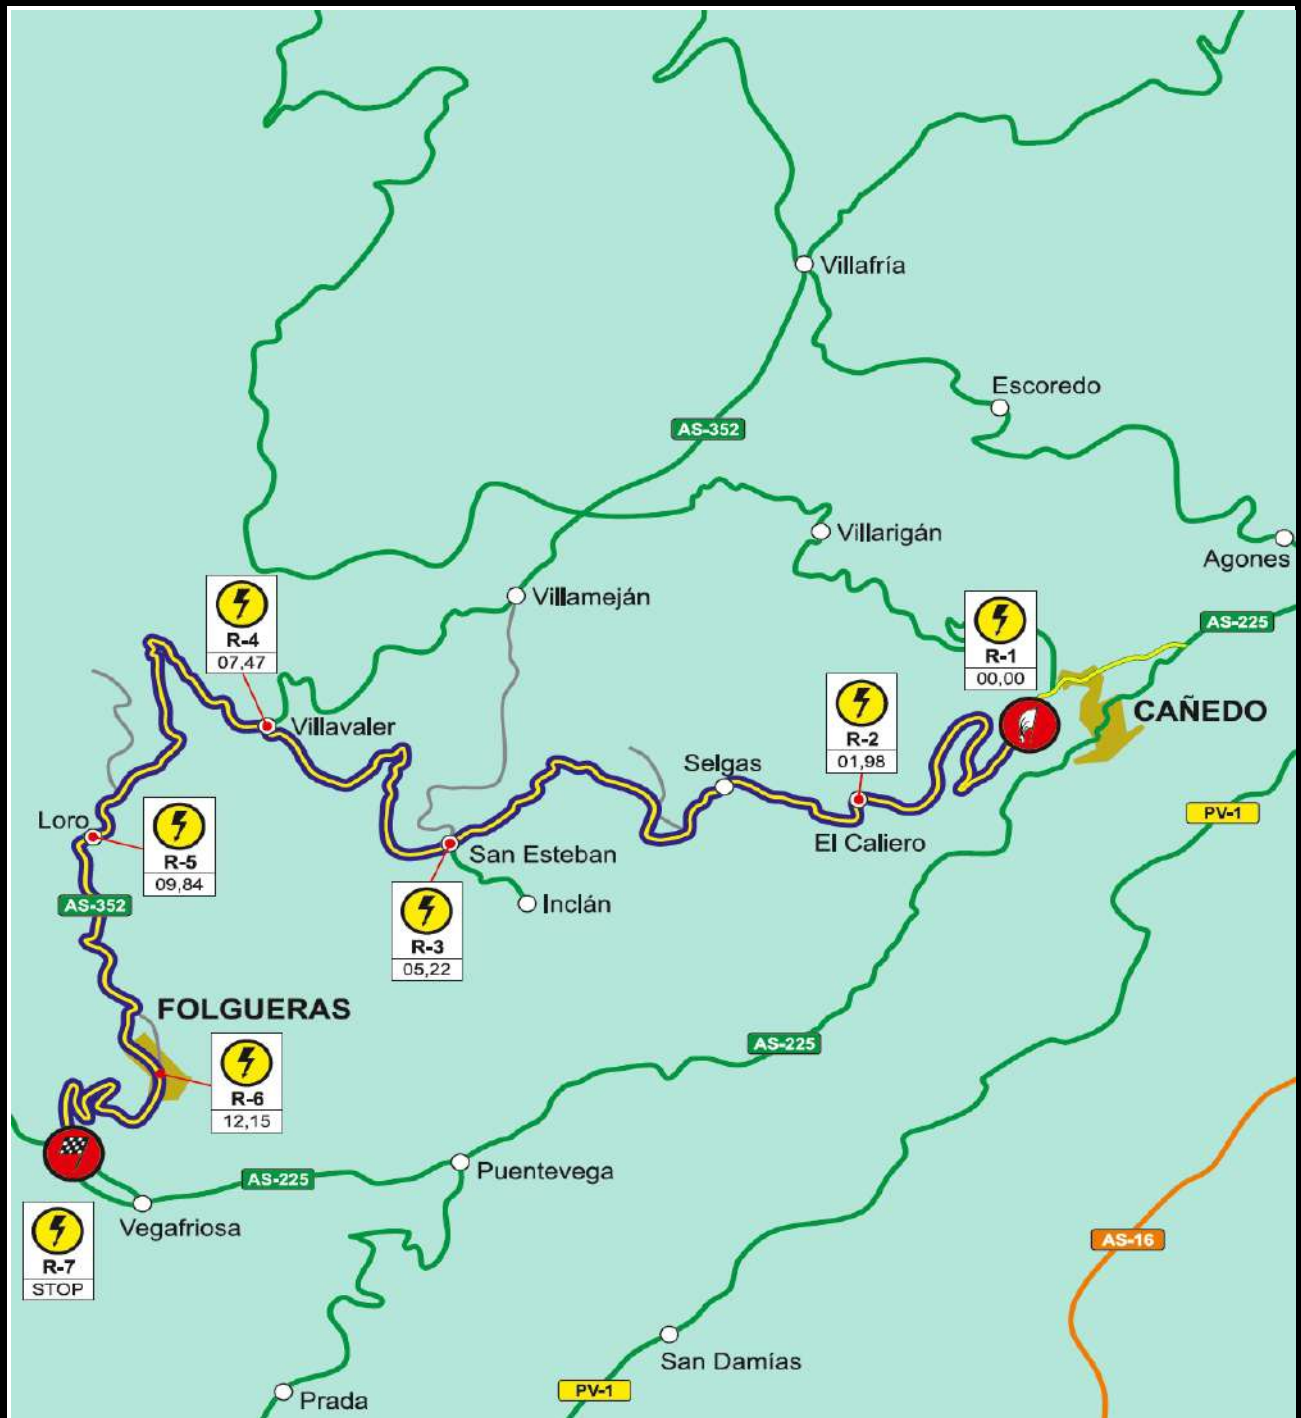 Villafría
Escoredo
AS-352
Villarigán
Agones
Villameján
R-4
07,47
R-1
00,00
AS-225
Villavaler
R-2
01,98
CAÑEDO
Selgas
Loro
R-5
09,84
PV-1
El Caliero
San Esteban
AS-352
Inclán
R-3
05,22
FOLGUERAS
AS-225
R-6
12,15
Puentevega
AS-225
Vegafriosa
R-7
STOP
AS-16
San Damías
PV-1
Prada